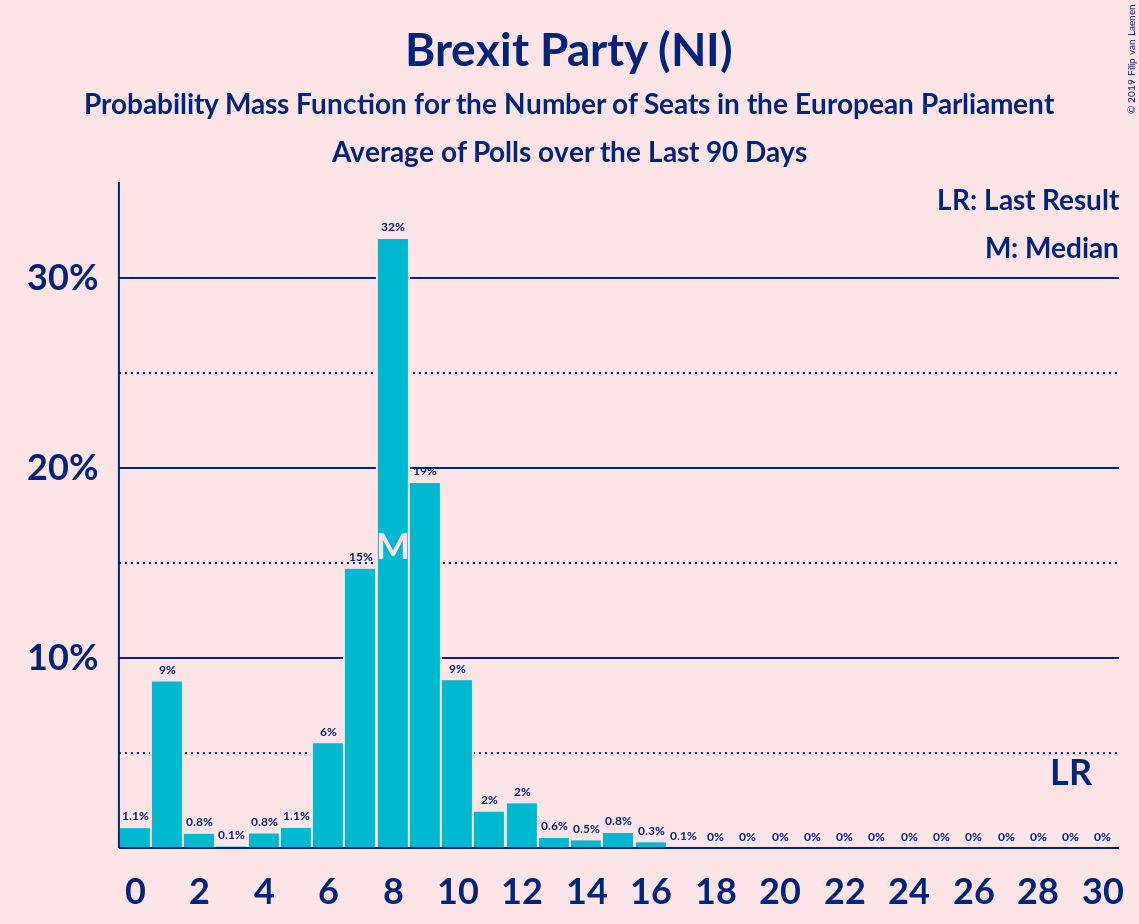 Brexit Party (NI)
Probability Mass Function for the Number of Seats in the European Parliament
Average of Polls over the Last 90 Days
© 2019 Filip van Laenen
LR: Last Result
M: Median
30%
20%
10%
1.1% 9% 0.8% 0.1% 0.8% 1.1% 6% 15% 32% 19% 9% 2% 2% 0.6% 0.5% 0.8% 0.3% 0.1% 0% 0% 0% 0% 0% 0% 0% 0% 0% 0% 0% 0% 0%
M
LR
0 2 4 6 8 10 12 14 16 18 20 22 24 26 28 30